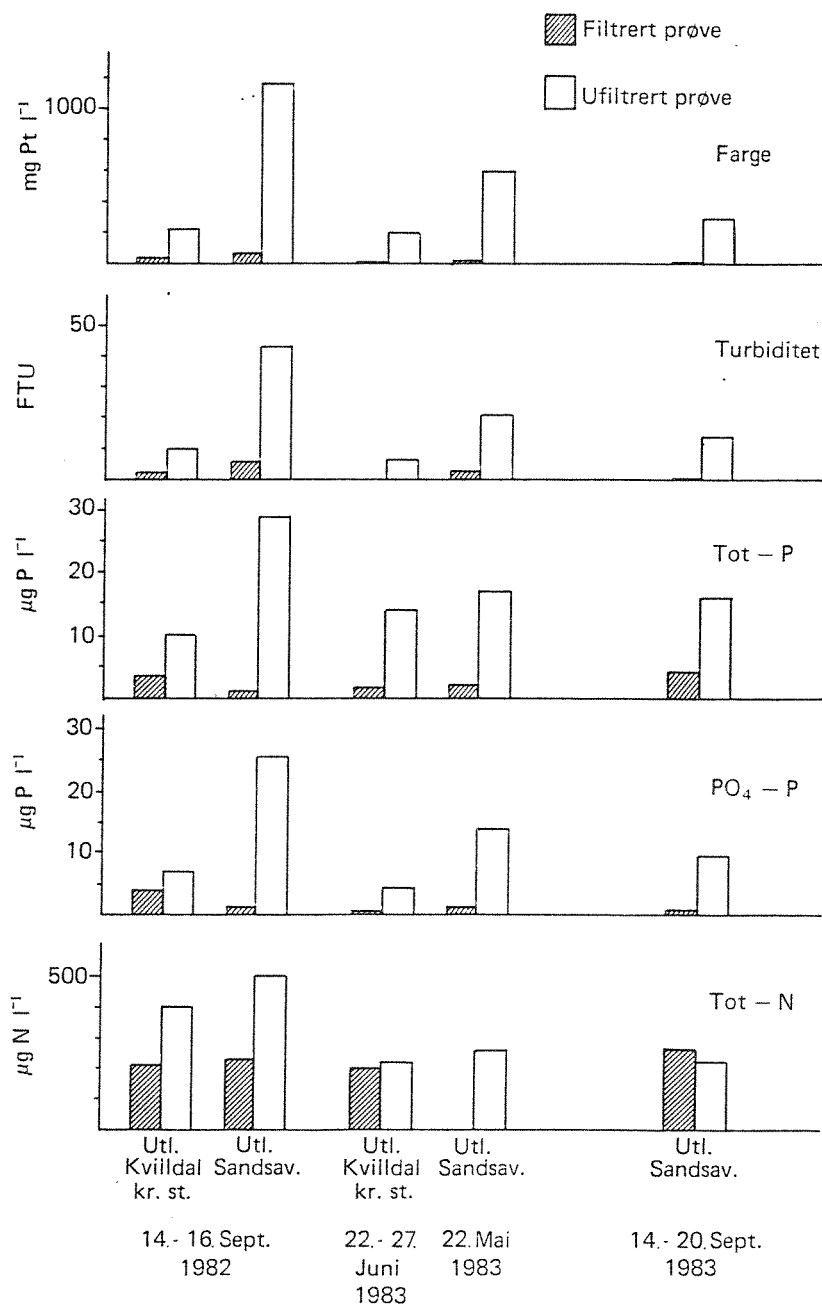 Filtrert prøve
Ufiltrert prøve
mg Pt l⁻¹
1000
Farge
FTU
50
Turbiditet
µg P l⁻¹
30
20
10
Tot – P
µg P l⁻¹
30
20
10
PO₄ – P
µg N l⁻¹
500
Tot – N
Utl.
Kvilldal
kr. st.
Utl.
Sandsav.
Utl.
Kvilldal
kr. st.
Utl.
Sandsav.
Utl.
Sandsav.
14.- 16. Sept.
1982
22.- 27.
Juni
1983
22. Mai
1983
14.- 20. Sept.
1983